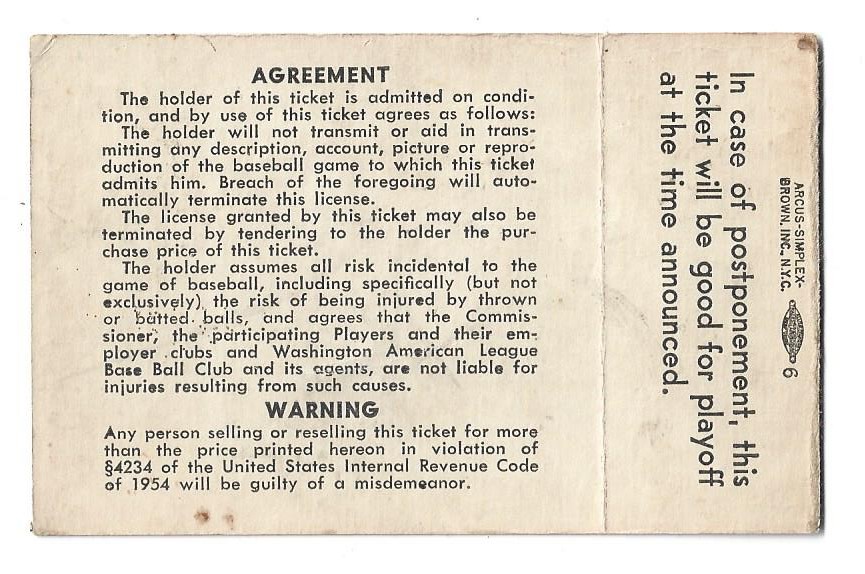 AGREEMENT
The holder of this ticket is admitted on condi-
tion, and by use of this ticket agrees as follows:
The holder will not transmit or aid in trans-
mitting any description, account, picture or repro-
duction of the baseball game to which this ticket
admits him. Breach of the foregoing will auto-
matically terminate this license.
The license granted by this ticket may also be
terminated by tendering to the holder the pur-
chase price of this ticket.
The holder assumes all risk incidental to the
game of baseball, including specifically (but not
exclusively) the risk of being injured by thrown
or batted balls, and agrees that the Commis-
sioner, the participating Players and their em-
ployer clubs and Washington American League
Base Ball Club and its agents, are not liable for
injuries resulting from such causes.
WARNING
Any person selling or reselling this ticket for more
than the price printed hereon in violation of
§4234 of the United States Internal Revenue Code
of 1954 will be guilty of a misdemeanor.
In case of postponement, this
ticket will be good for playoff
at the time announced.
ARCUS-SIMPLEX-
BROWN, INC., N.Y.C.
6